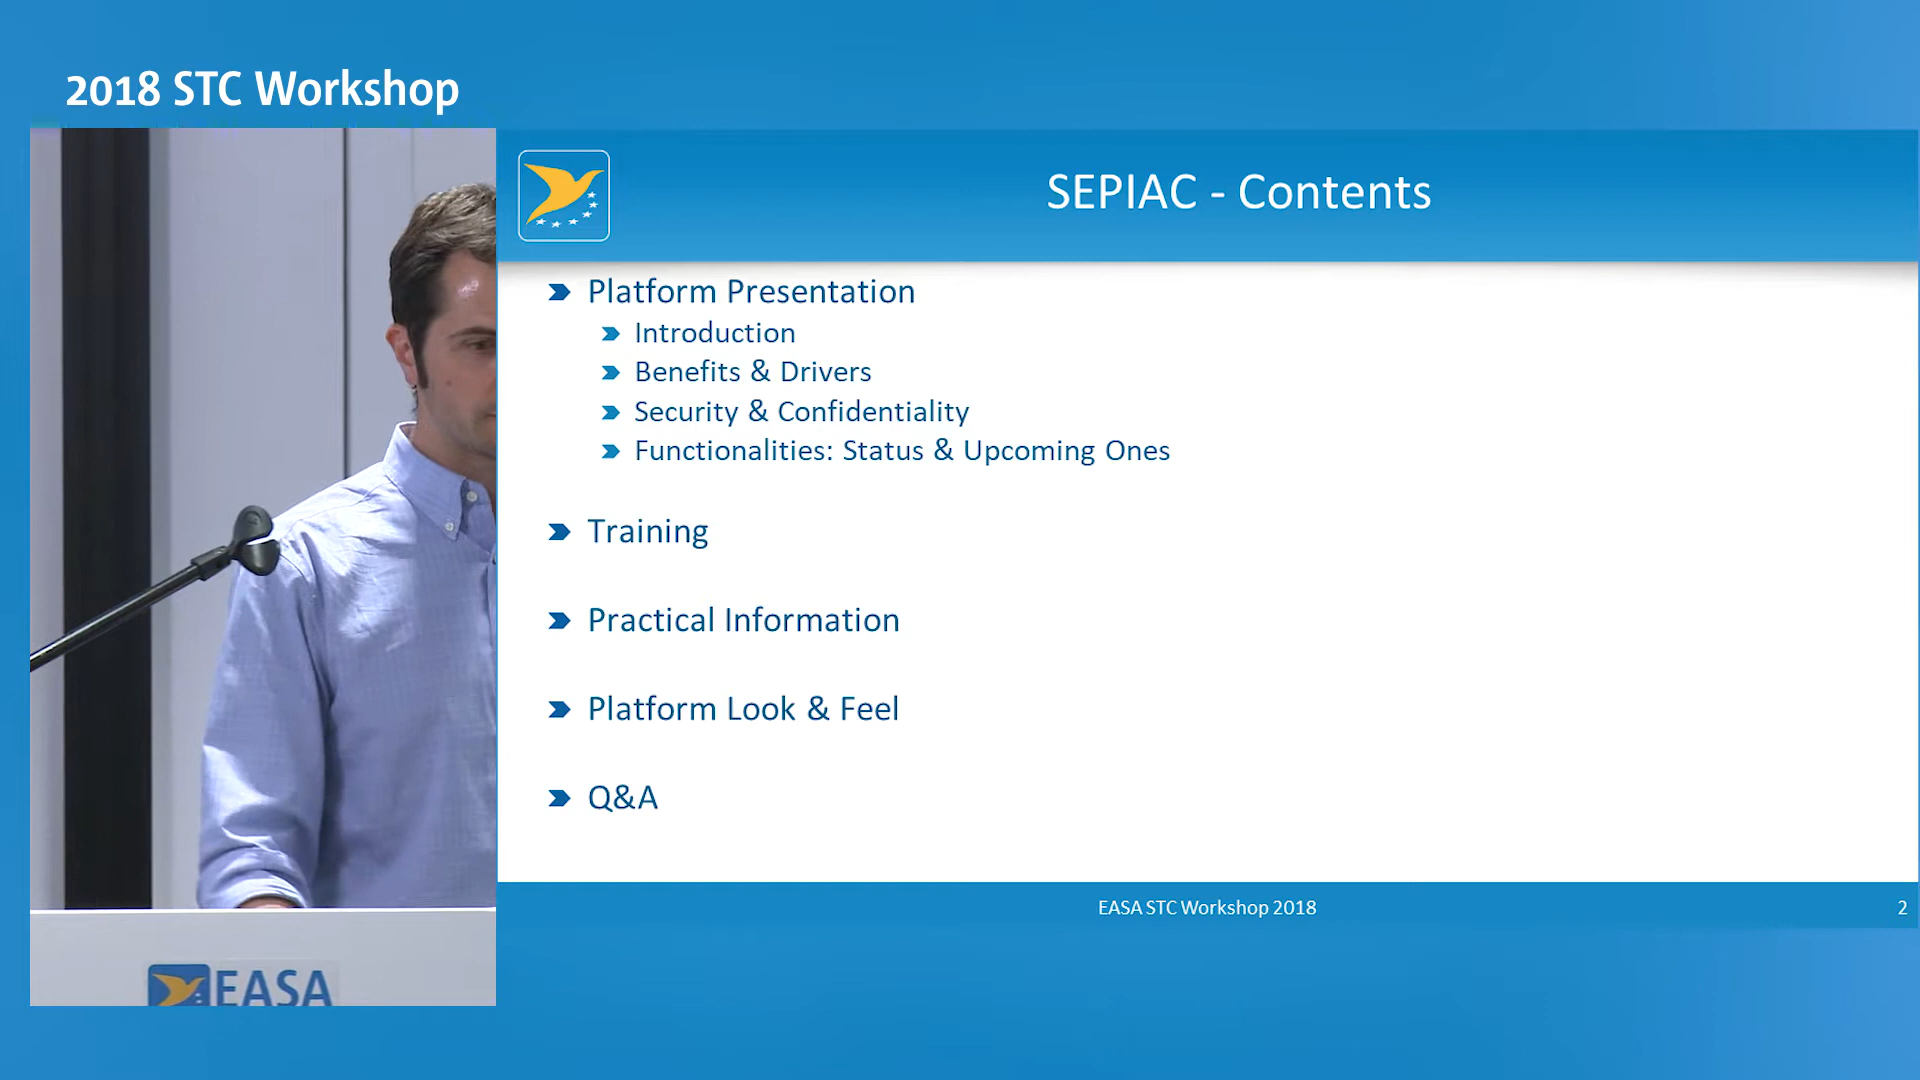 2018 STC Workshop
SEPIAC - Contents
Platform Presentation
Introduction
Benefits & Drivers
Security & Confidentiality
Functionalities: Status & Upcoming Ones
Training
Practical Information
Platform Look & Feel
Q&A
EASA STC Workshop 2018
2
EASA